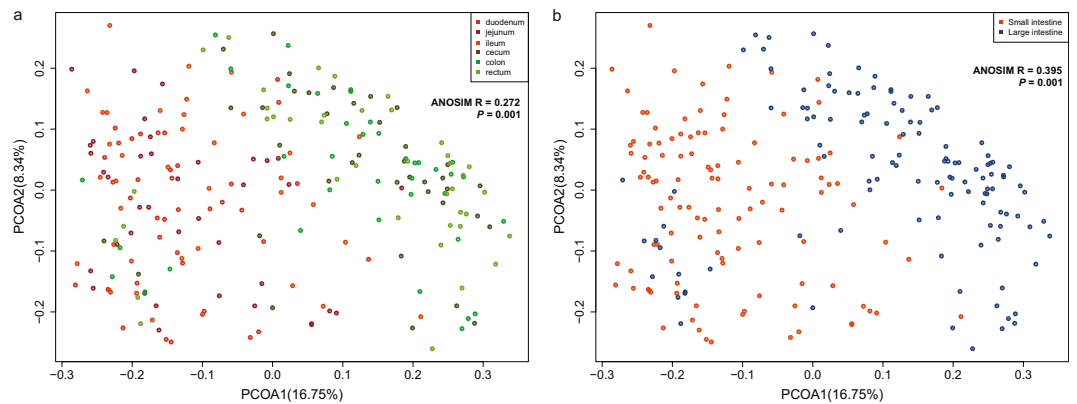 a
duodenum
jejunum
ileum
cecum
colon
rectum
ANOSIM R = 0.272
P = 0.001
PCOA2(8.34%)
0.2
0.1
0.0
−0.1
−0.2
−0.3
−0.2
−0.1
0.0
0.1
0.2
0.3
PCOA1(16.75%)
b
Small intestine
Large intestine
ANOSIM R = 0.395
P = 0.001
PCOA2(8.34%)
0.2
0.1
0.0
−0.1
−0.2
−0.3
−0.2
−0.1
0.0
0.1
0.2
0.3
PCOA1(16.75%)